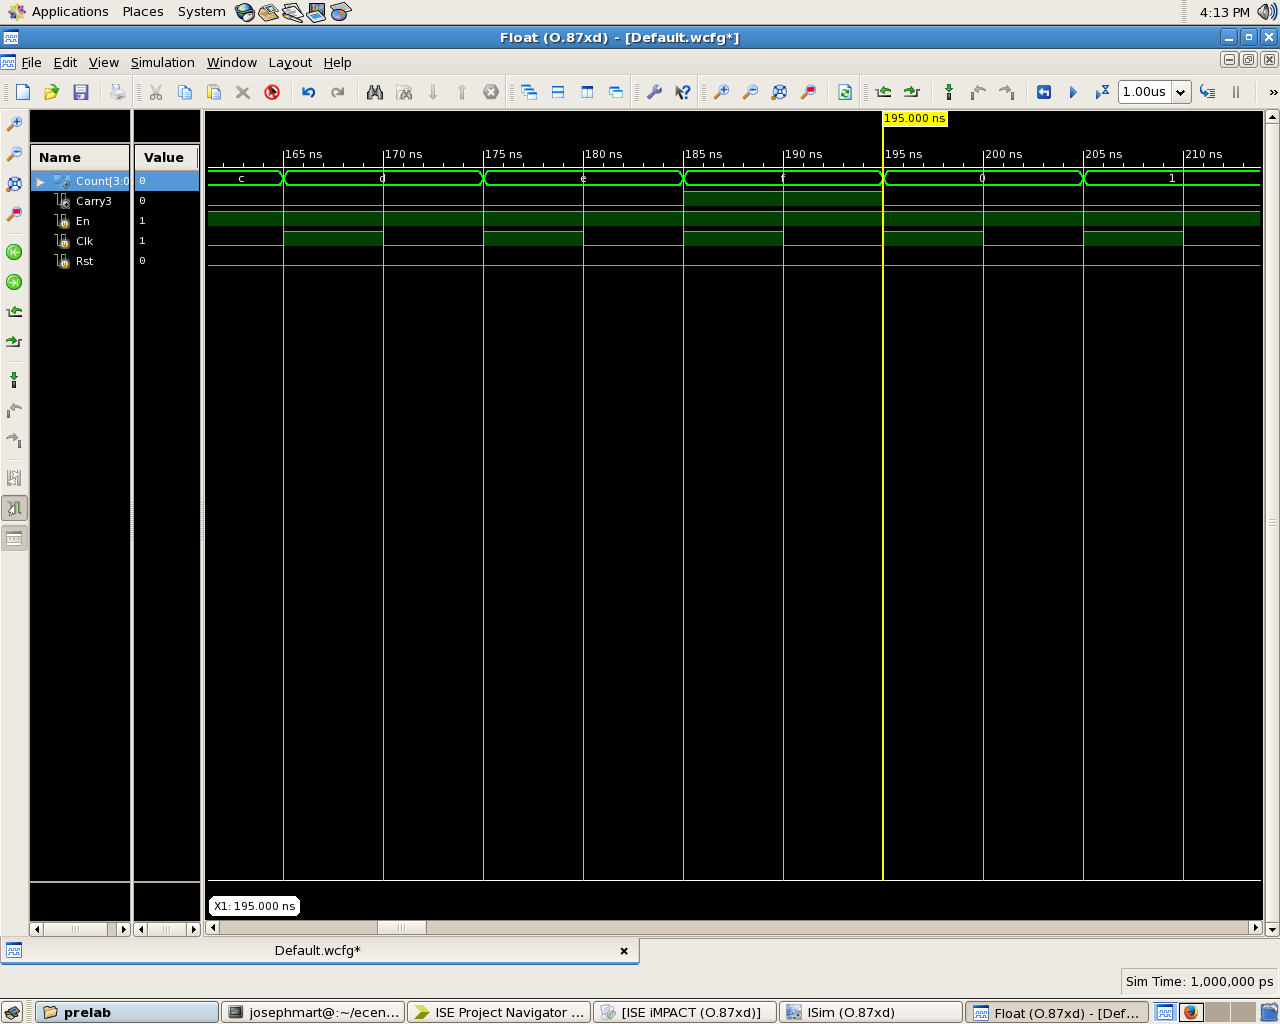 Applications Places System 4:13 PM
Float (O.87xd) - [Default.wcfg*]
File Edit View Simulation Window Layout Help
1.00us »
195.000 ns
Name Value
165 ns 170 ns 175 ns 180 ns 185 ns 190 ns 195 ns 200 ns 205 ns 210 ns
Count[3:0 0 c d e f 0 1
Carry3 0
En 1
Clk 1
Rst 0
X1: 195.000 ns
Default.wcfg*
Sim Time: 1,000,000 ps
prelab josephmart@:~/ecen... ISE Project Navigator ... [ISE iMPACT (O.87xd)] ISim (O.87xd) Float (O.87xd) - [Def...